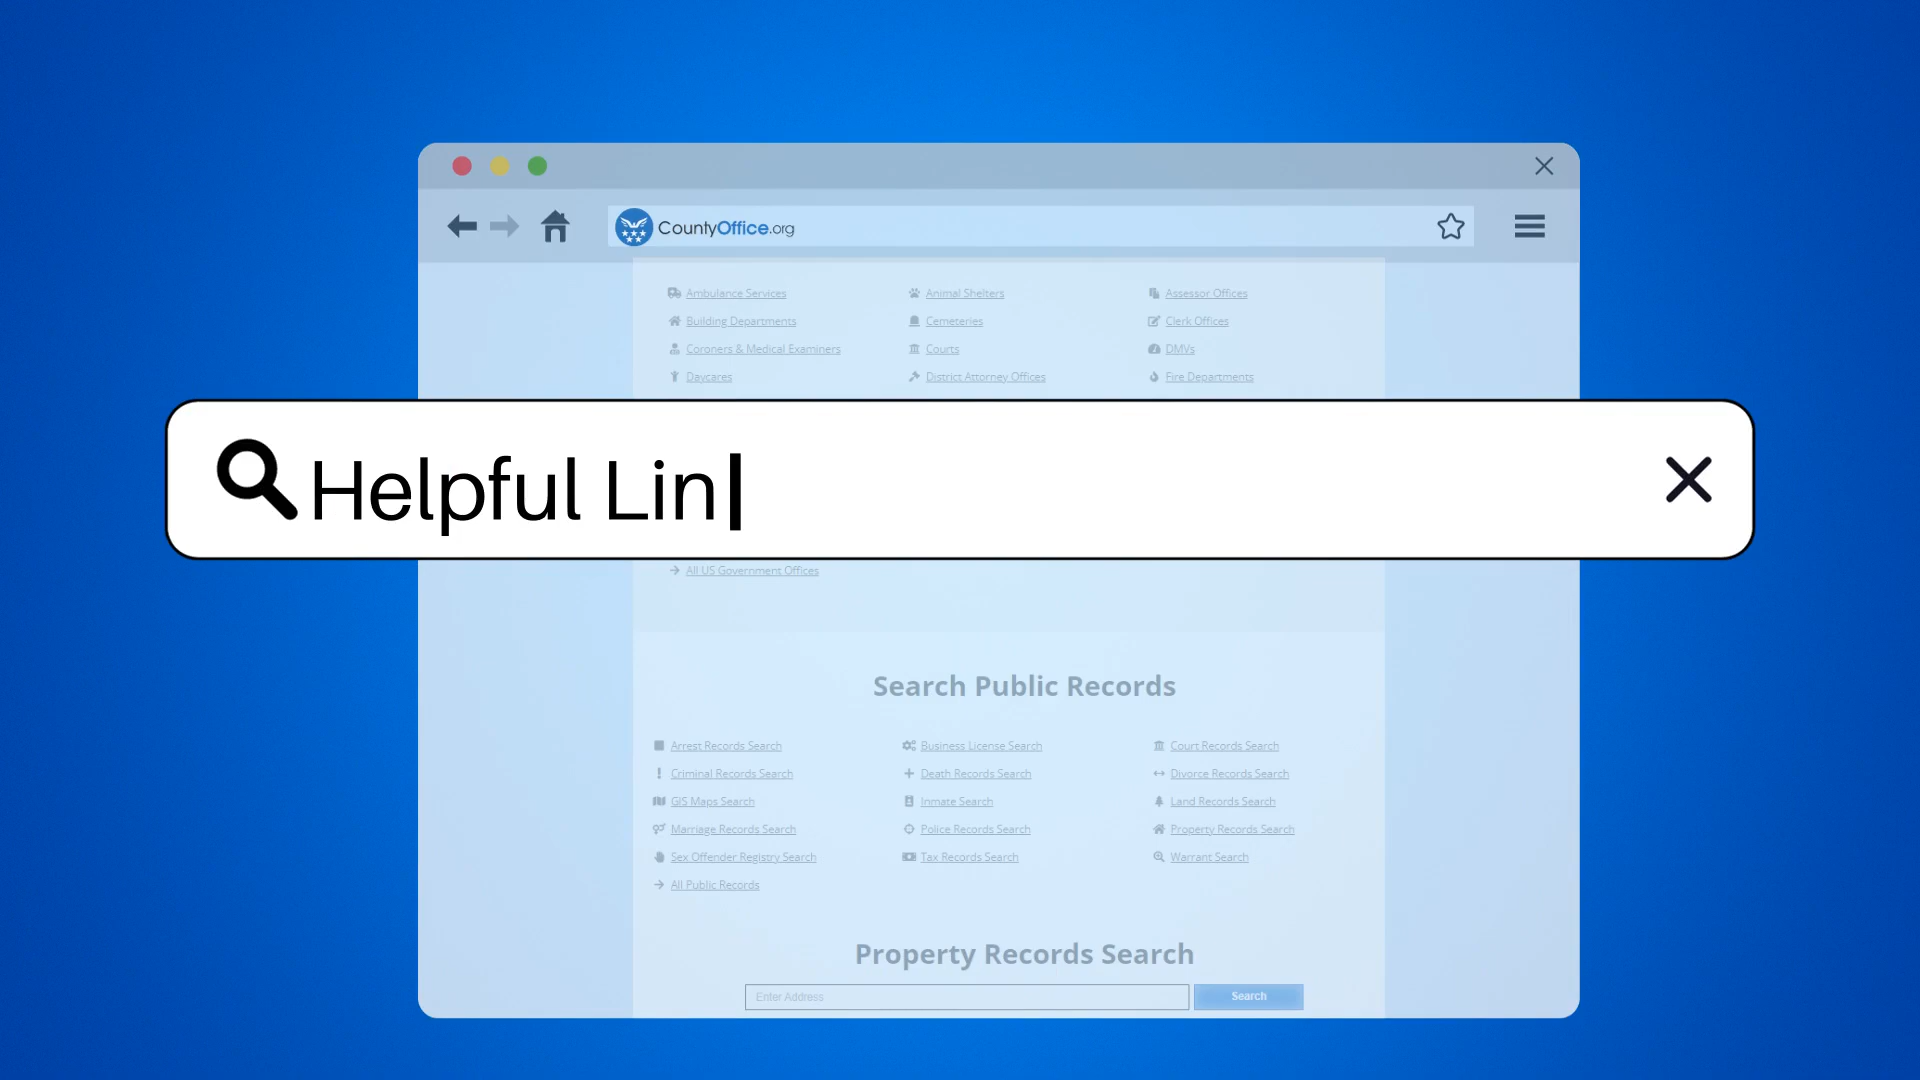 CountyOffice.org
Ambulance Services Animal Shelters Assessor Offices
Building Departments Cemeteries Clerk Offices
Coroners & Medical Examiners Courts DMVs
Daycares District Attorney Offices Fire Departments
Helpful Lin
All US Government Offices
Search Public Records
Arrest Records Search Business License Search Court Records Search
Criminal Records Search Death Records Search Divorce Records Search
GIS Maps Search Inmate Search Land Records Search
Marriage Records Search Police Records Search Property Records Search
Sex Offender Registry Search Tax Records Search Warrant Search
All Public Records
Property Records Search
Enter Address Search